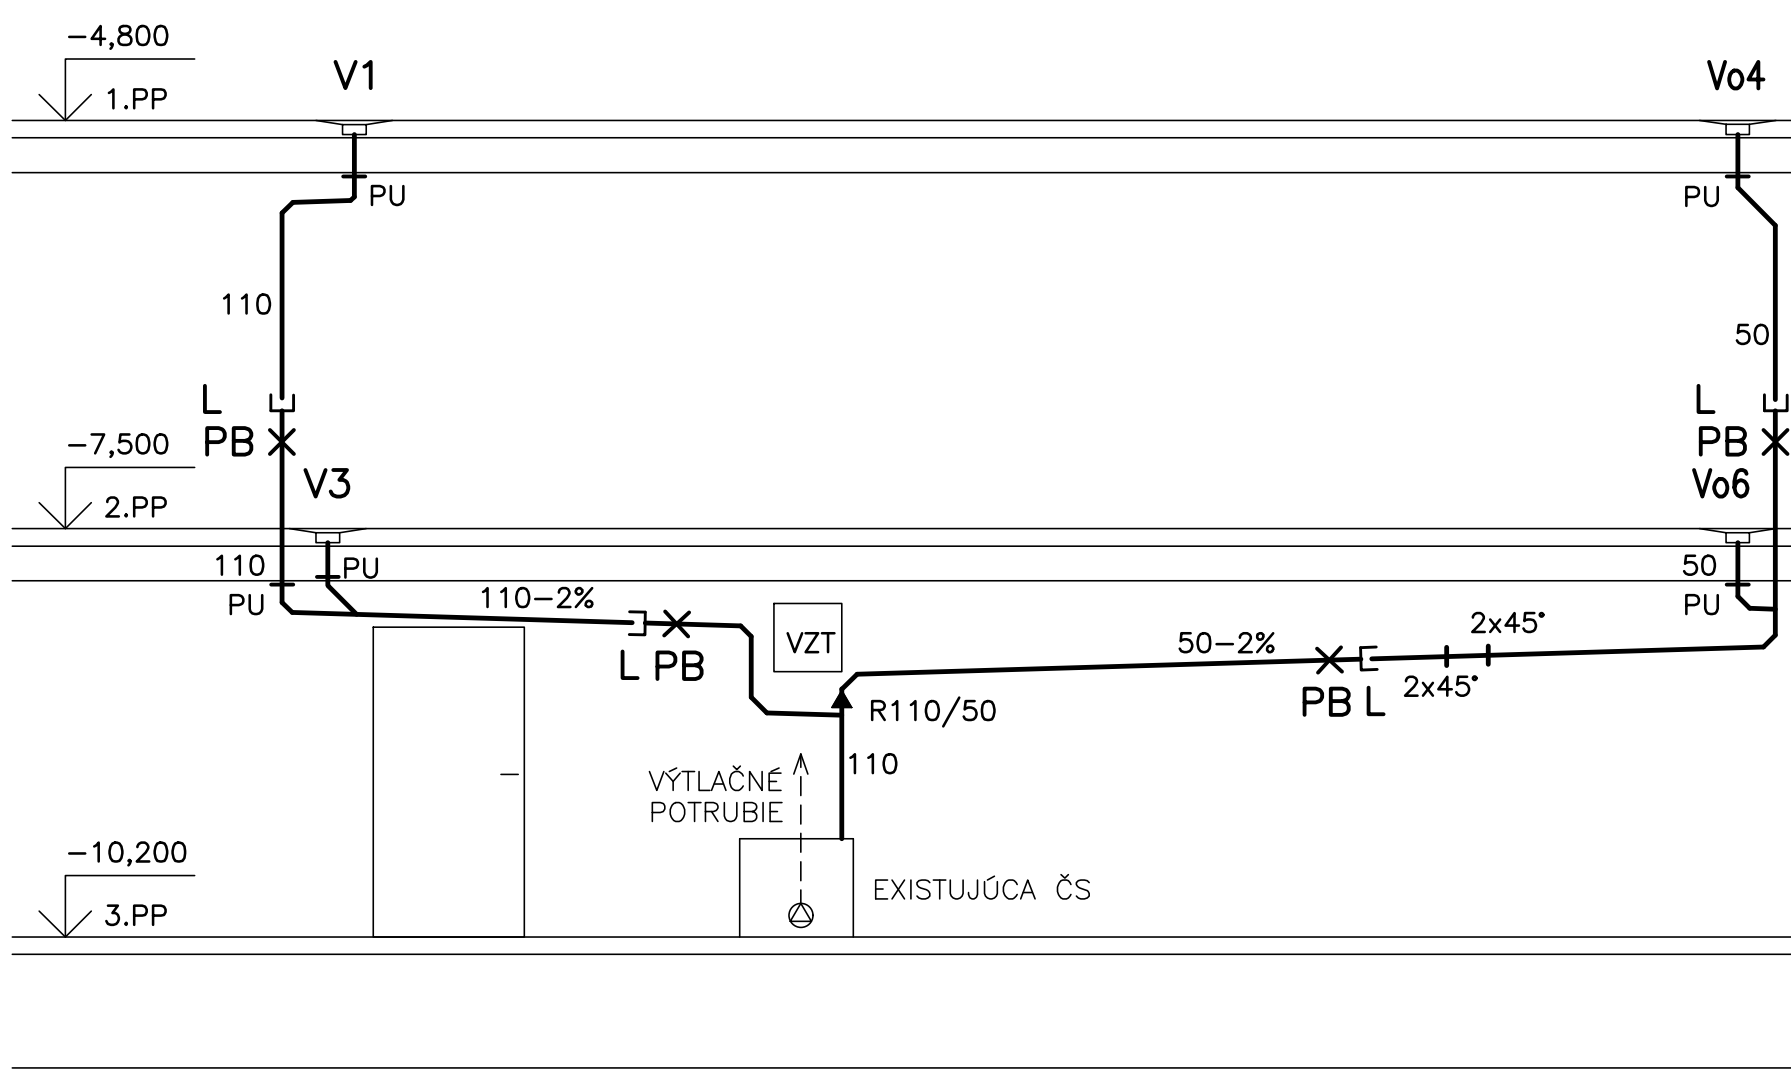 -4,800
V1
Vo4
1.PP
PU
PU
110
50
L
L
PB
PB
-7,500
V3
Vo6
2.PP
110
PU
50
PU
110-2%
PU
2x45°
VZT
50-2%
L PB
2x45°
PB L
R110/50
110
VÝTLAČNÉ
POTRUBIE
-10,200
EXISTUJÚCA ČS
3.PP